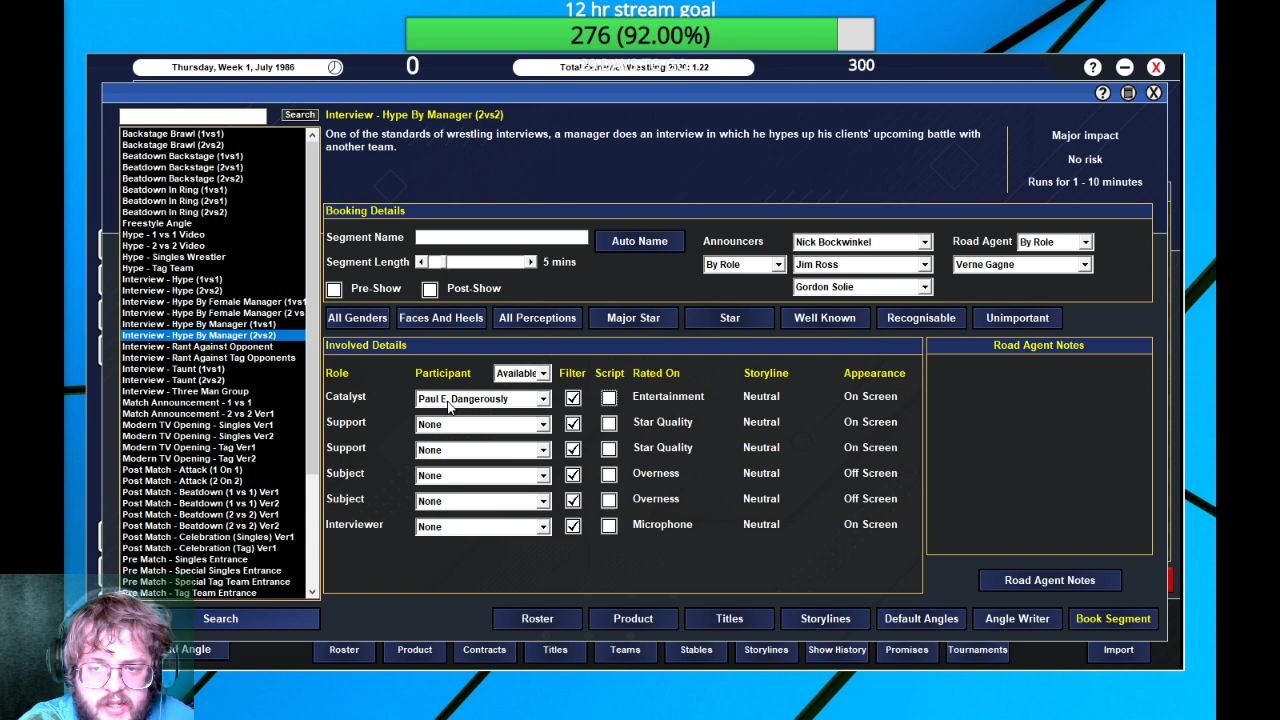 12 hr stream goal
276 (92.00%)
Thursday, Week 1, July 1986
0
Total Extreme Wrestling 2020: 1.22
300
?
X
?
X
Search
Interview - Hype By Manager (2vs2)
One of the standards of wrestling interviews, a manager does an interview in which he hypes up his clients' upcoming battle with
another team.
Major impact
No risk
Runs for 1 - 10 minutes
Backstage Brawl (1vs1)
Backstage Brawl (2vs2)
Beatdown Backstage (1vs1)
Beatdown Backstage (2vs1)
Beatdown Backstage (2vs2)
Beatdown In Ring (1vs1)
Beatdown In Ring (2vs1)
Beatdown In Ring (2vs2)
Freestyle Angle
Hype - 1 vs 1 Video
Hype - 2 vs 2 Video
Hype - Singles Wrestler
Hype - Tag Team
Interview - Hype (1vs1)
Interview - Hype (2vs2)
Interview - Hype By Female Manager (1vs1
Interview - Hype By Female Manager (2 vs
Interview - Hype By Manager (1vs1)
Interview - Hype By Manager (2vs2)
Interview - Rant Against Opponent
Interview - Rant Against Tag Opponents
Interview - Taunt (1vs1)
Interview - Taunt (2vs2)
Interview - Three Man Group
Match Announcement - 1 vs 1
Match Announcement - 2 vs 2 Ver1
Modern TV Opening - Singles Ver1
Modern TV Opening - Singles Ver2
Modern TV Opening - Tag Ver1
Modern TV Opening - Tag Ver2
Post Match - Attack (1 On 1)
Post Match - Attack (2 On 2)
Post Match - Beatdown (1 vs 1) Ver1
Post Match - Beatdown (1 vs 1) Ver2
Post Match - Beatdown (2 vs 2) Ver1
Post Match - Beatdown (2 vs 2) Ver2
Post Match - Celebration (Singles) Ver1
Post Match - Celebration (Tag) Ver1
Pre Match - Singles Entrance
Pre Match - Special Singles Entrance
Pre Match - Special Tag Team Entrance
Pre Match - Tag Team Entrance
Search
Booking Details
Segment Name
Auto Name
Announcers
Nick Bockwinkel
Road Agent
By Role
Segment Length
5 mins
By Role
Jim Ross
Verne Gagne
Pre-Show
Post-Show
Gordon Solie
All Genders
Faces And Heels
All Perceptions
Major Star
Star
Well Known
Recognisable
Unimportant
Involved Details
Road Agent Notes
Role
Participant
Available
Filter
Script
Rated On
Storyline
Appearance
Catalyst
Paul E. Dangerously
Entertainment
Neutral
On Screen
Support
None
Star Quality
Neutral
On Screen
Support
None
Star Quality
Neutral
On Screen
Subject
None
Overness
Neutral
Off Screen
Subject
None
Overness
Neutral
Off Screen
Interviewer
None
Microphone
Neutral
On Screen
Road Agent Notes
Roster
Product
Titles
Storylines
Default Angles
Angle Writer
Book Segment
Angle
Roster
Product
Contracts
Titles
Teams
Stables
Storylines
Show History
Promises
Tournaments
Import